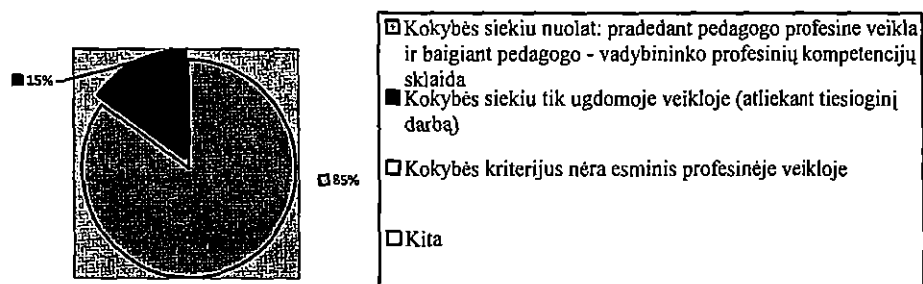 15%
85%
Kokybės siekiu nuolat: pradedant pedagogo profesine veikla
ir baigiant pedagogo - vadybininko profesinių kompetencijų
sklaida
Kokybės siekiu tik ugdomoje veikloje (atliekant tiesioginį
darbą)
Kokybės kriterijus nėra esminis profesinėje veikloje
Kita